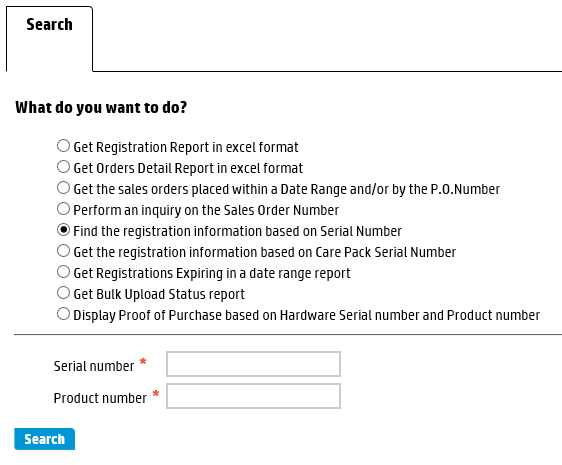 Search
What do you want to do?
Get Registration Report in excel format
Get Orders Detail Report in excel format
Get the sales orders placed within a Date Range and/or by the P.O.Number
Perform an inquiry on the Sales Order Number
Find the registration information based on Serial Number
Get the registration information based on Care Pack Serial Number
Get Registrations Expiring in a date range report
Get Bulk Upload Status report
Display Proof of Purchase based on Hardware Serial number and Product number
Serial number *
Product number *
Search